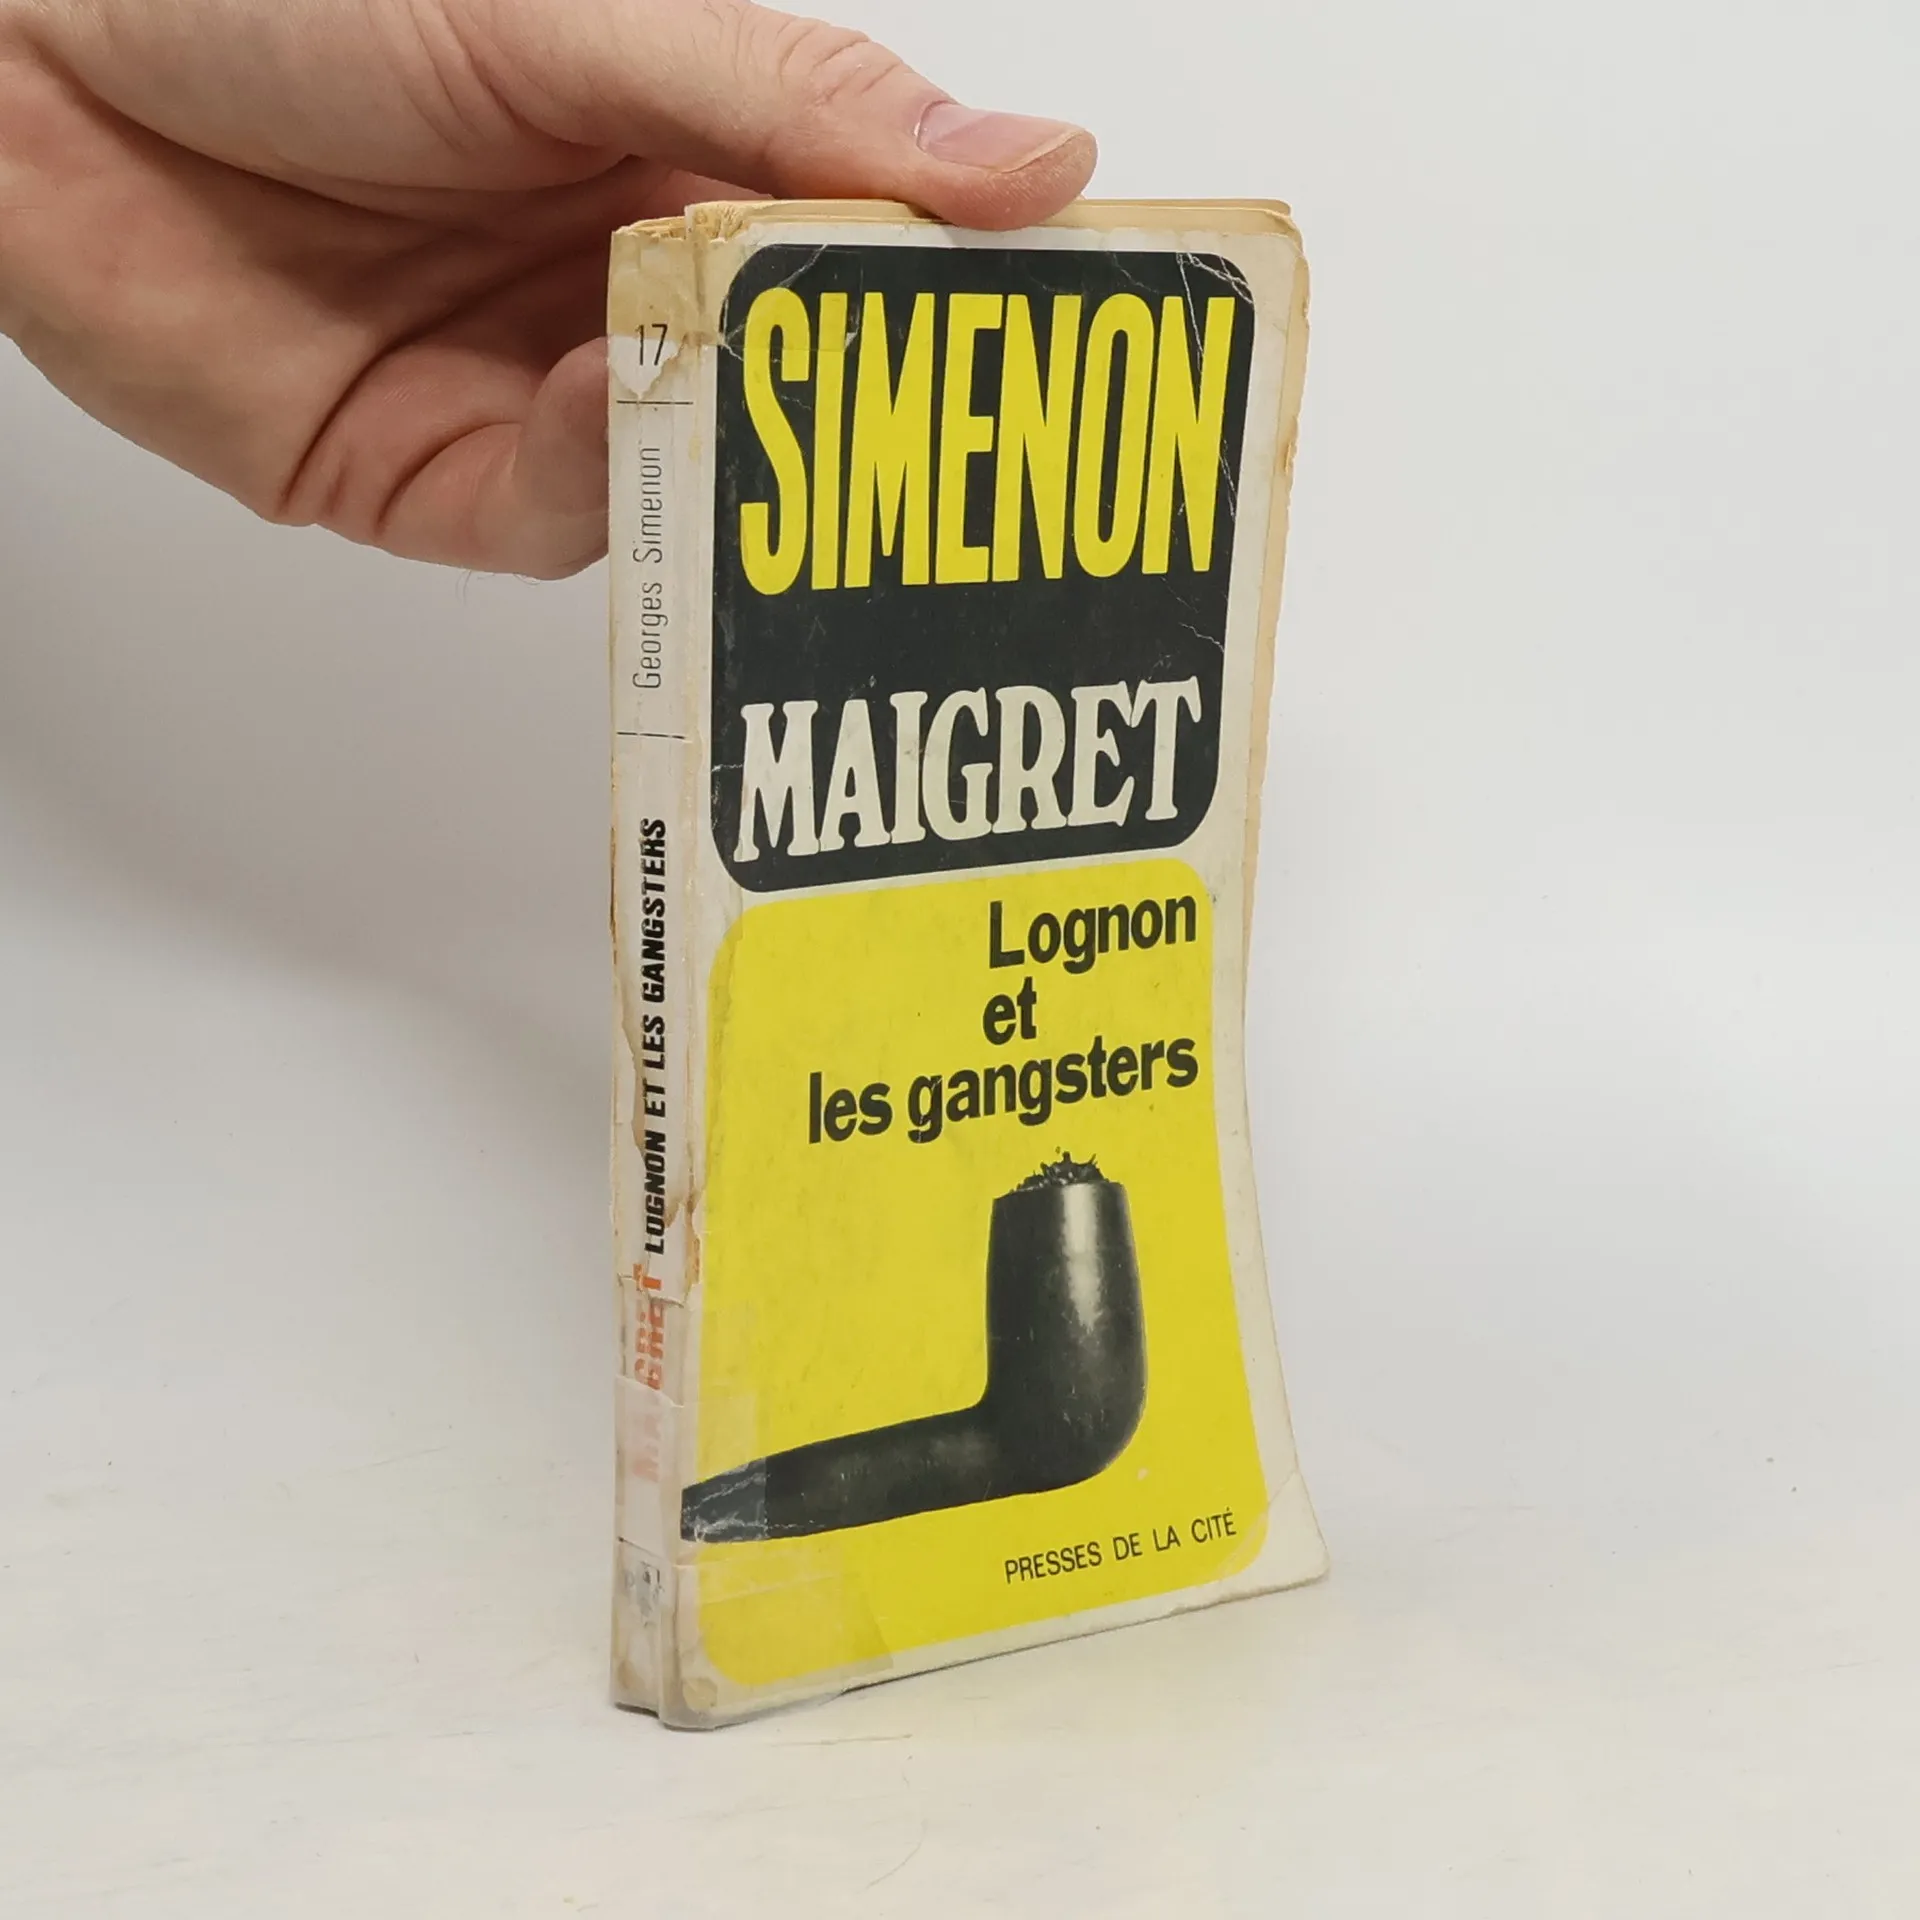 SIMENON
MAIGRET
Lognon
et
les gangsters
PRESSES DE LA CITÉ
17
Georges Simenon
MAIGRET LOGNON ET LES GANGSTERS